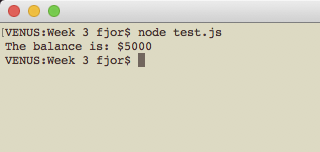 [VENUS:Week 3 fjor$ node test.js
The balance is: $5000
VENUS:Week 3 fjor$